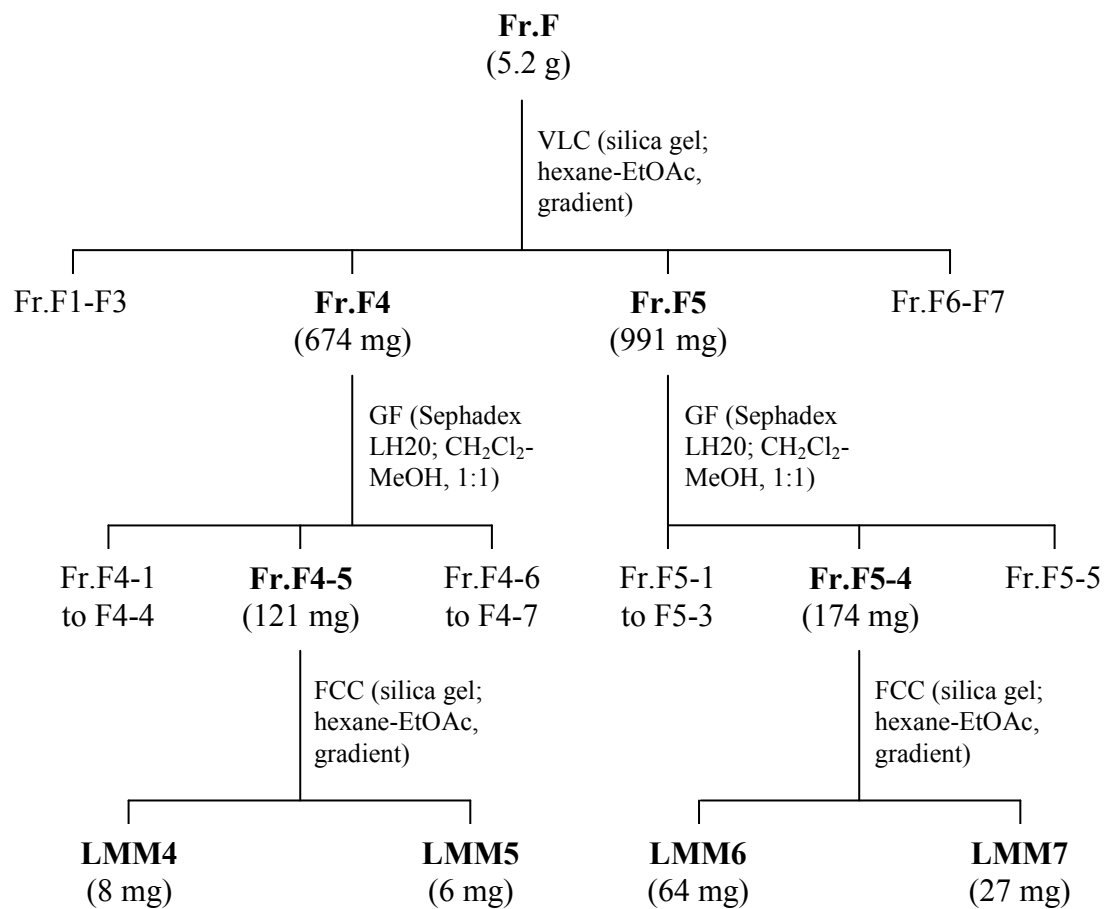 Fr.F
(5.2 g)
VLC (silica gel;
hexane-EtOAc,
gradient)
Fr.F1-F3
Fr.F4
(674 mg)
Fr.F5
(991 mg)
Fr.F6-F7
GF (Sephadex
LH20; CH₂Cl₂-
MeOH, 1:1)
GF (Sephadex
LH20; CH₂Cl₂-
MeOH, 1:1)
Fr.F4-1
to F4-4
Fr.F4-5
(121 mg)
Fr.F4-6
to F4-7
Fr.F5-1
to F5-3
Fr.F5-4
(174 mg)
Fr.F5-5
FCC (silica gel;
hexane-EtOAc,
gradient)
FCC (silica gel;
hexane-EtOAc,
gradient)
LMM4
(8 mg)
LMM5
(6 mg)
LMM6
(64 mg)
LMM7
(27 mg)